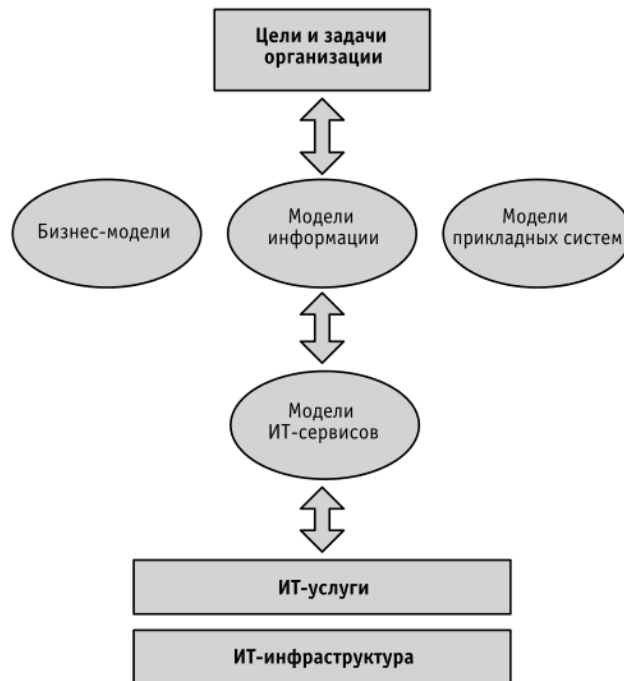 Цели и задачи
организации
Бизнес-модели
Модели
информации
Модели
прикладных систем
Модели
ИТ-сервисов
ИТ-услуги
ИТ-инфраструктура